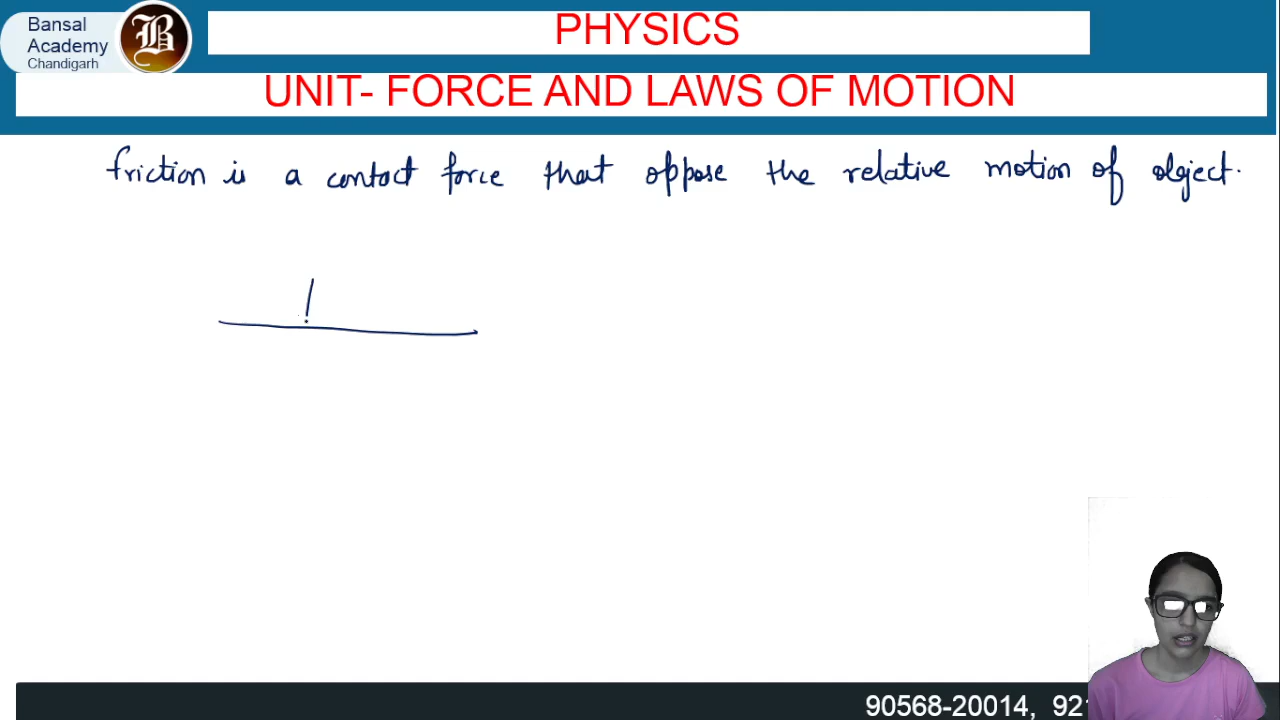 Bansal
Academy
Chandigarh
B
PHYSICS
UNIT- FORCE AND LAWS OF MOTION
friction is a contact force that oppose the relative motion of object.
90568-20014, 92